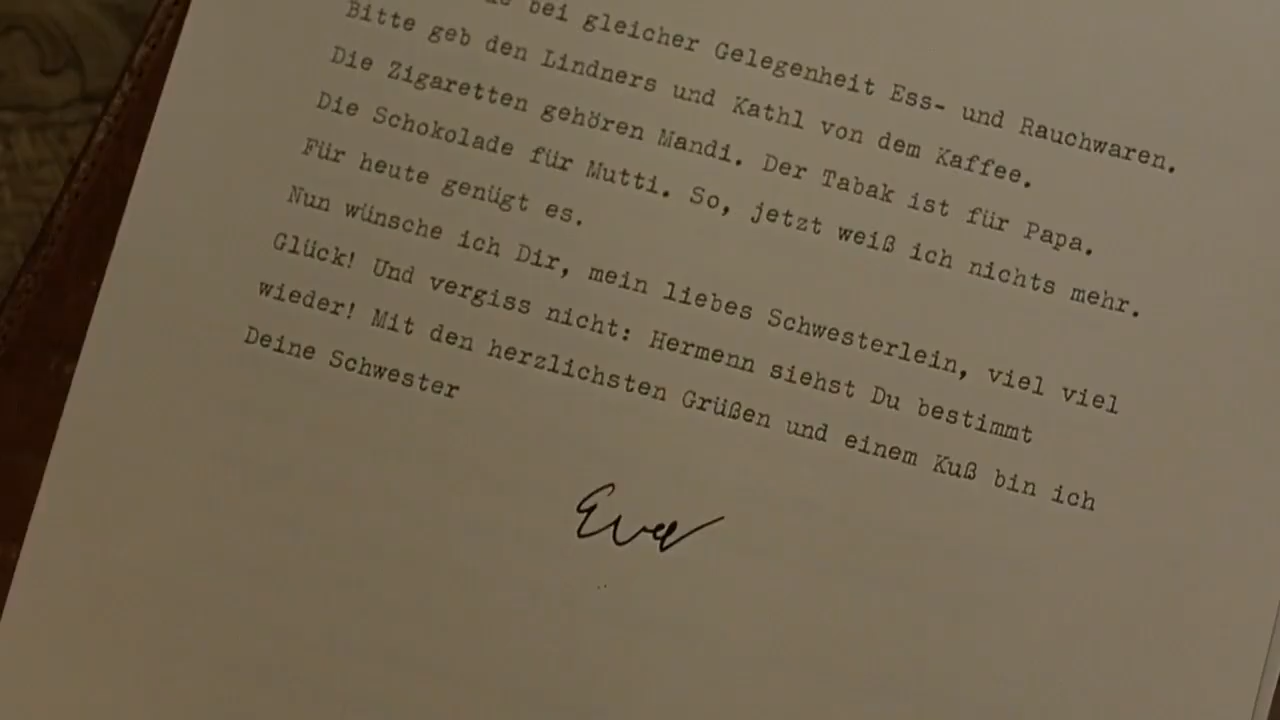 bei gleicher Gelegenheit Ess- und Rauchwaren.
Bitte geb den Lindners und Kathl von dem Kaffee.
Die Zigaretten gehören Mandi. Der Tabak ist für Papa.
Die Schokolade für Mutti. So, jetzt weiß ich nichts mehr.
Für heute genügt es.
Nun wünsche ich Dir, mein liebes Schwesterlein, viel viel
Glück! Und vergiss nicht: Hermenn siehst Du bestimmt
wieder! Mit den herzlichsten Grüßen und einem Kuß bin ich
Deine Schwester
Eva